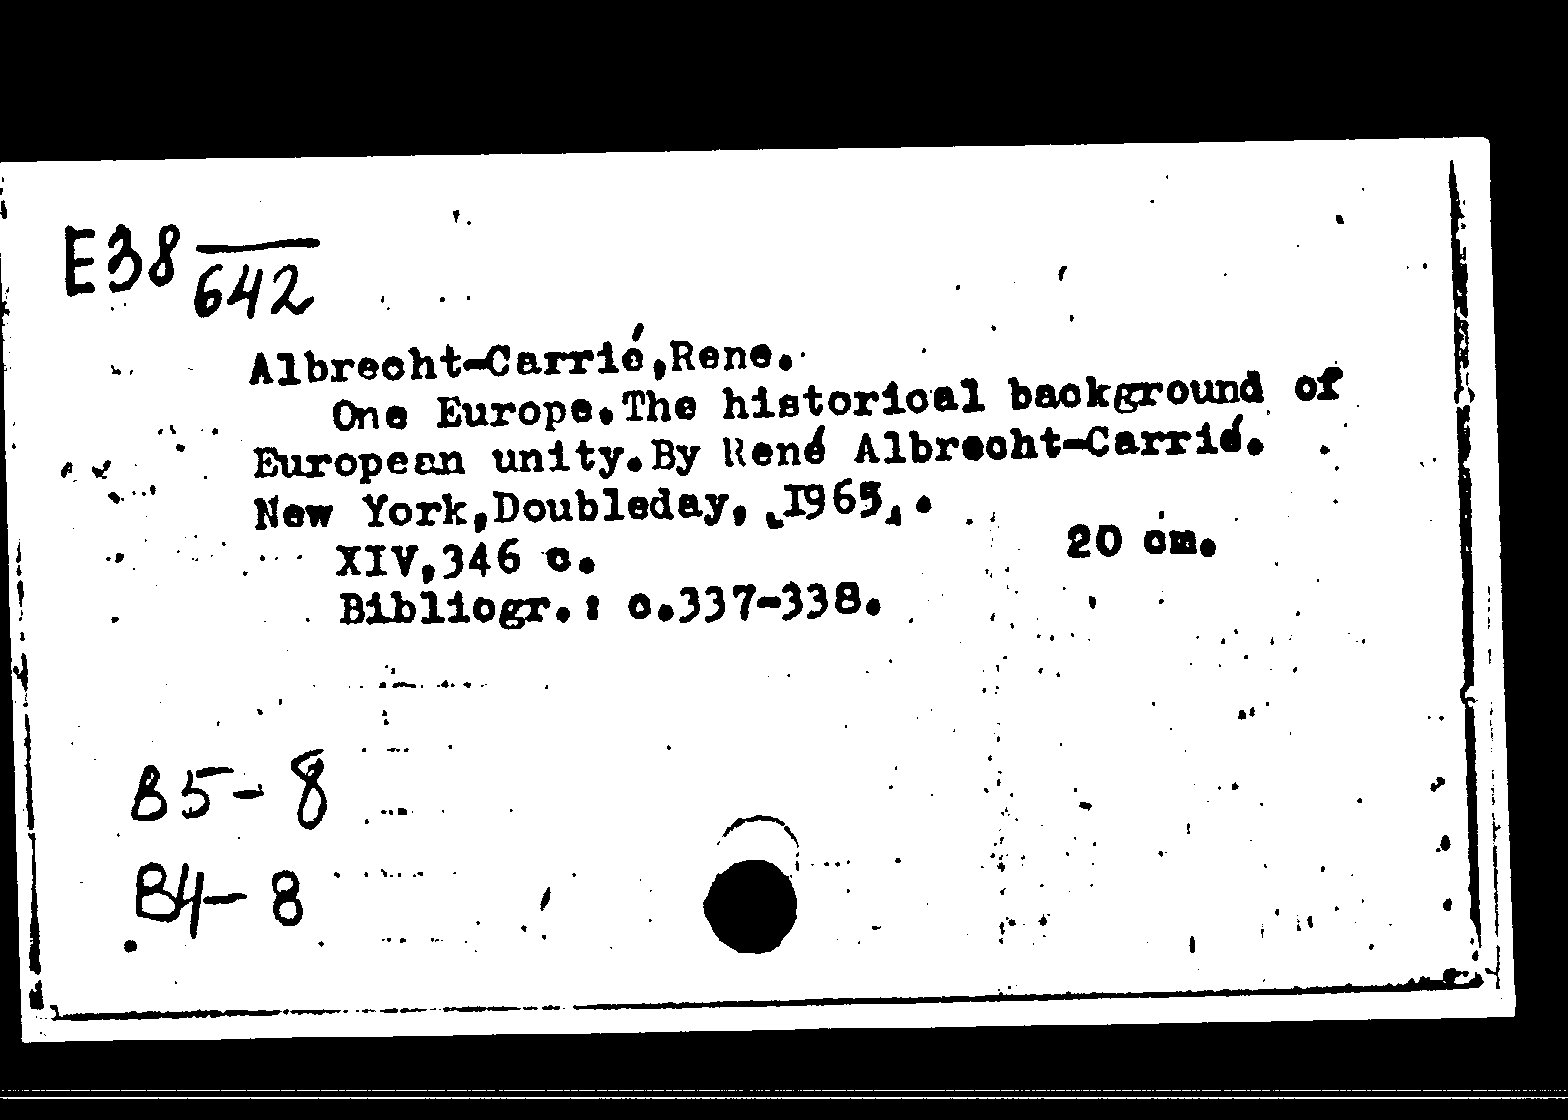 E38 642
Albrecht-Carrié,Rene.
One Europe.The historical background of
European unity.By René Albrecht-Carrié.
New York,Doubleday, [1965].
XIV,346 c. 20 cm.
Bibliogr.: c.337-338.
B5-8
B4-8